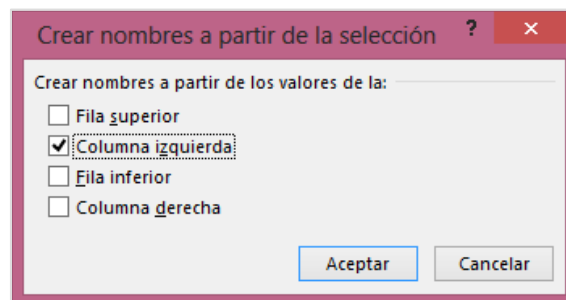 Crear nombres a partir de la selección ? ×
Crear nombres a partir de los valores de la:
Fila superior
Columna izquierda
Fila inferior
Columna derecha
Aceptar Cancelar